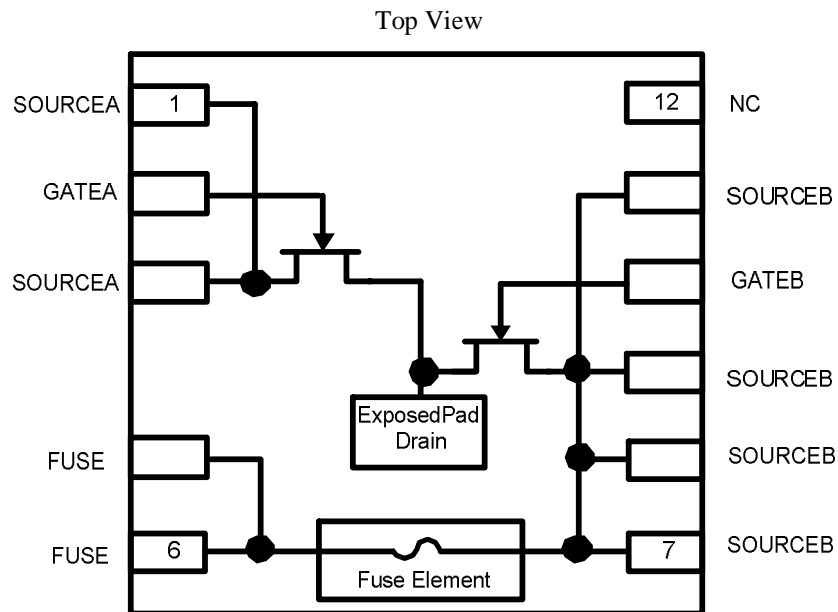 Top View
SOURCEA 1
12 NC
GATEA
SOURCEB
SOURCEA
GATEB
SOURCEB
ExposedPad
Drain
FUSE
SOURCEB
FUSE 6
7 SOURCEB
Fuse Element